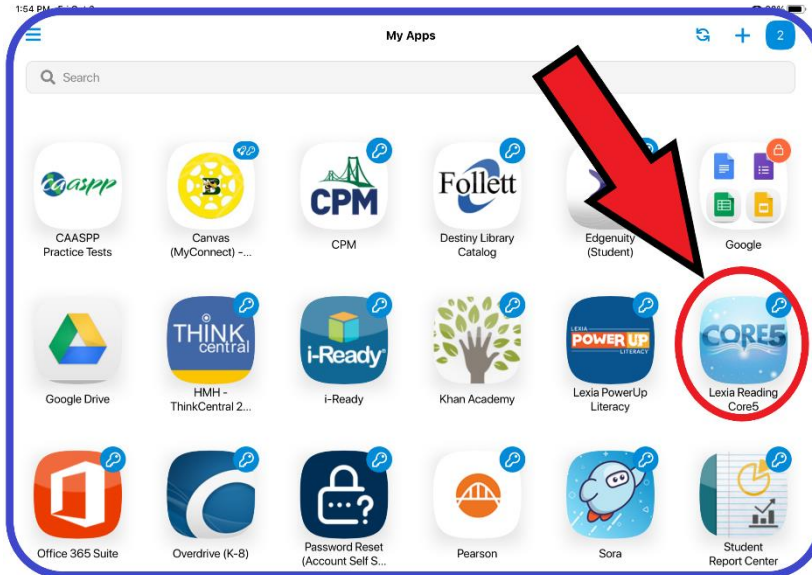 1:54 PM
My Apps
2
Search
caaspp
B
CPM
Follett
CAASPP
Practice Tests
Canvas
(MyConnect) -...
CPM
Destiny Library
Catalog
Edgenuity
(Student)
Google
THINK
central
i-Ready
LEXIA
POWER UP
LITERACY
CORE5
Google Drive
HMH -
ThinkCentral 2...
i-Ready
Khan Academy
Lexia PowerUp
Literacy
Lexia Reading
Core5
...?
Office 365 Suite
Overdrive (K-8)
Password Reset
(Account Self S...
Pearson
Sora
Student
Report Center